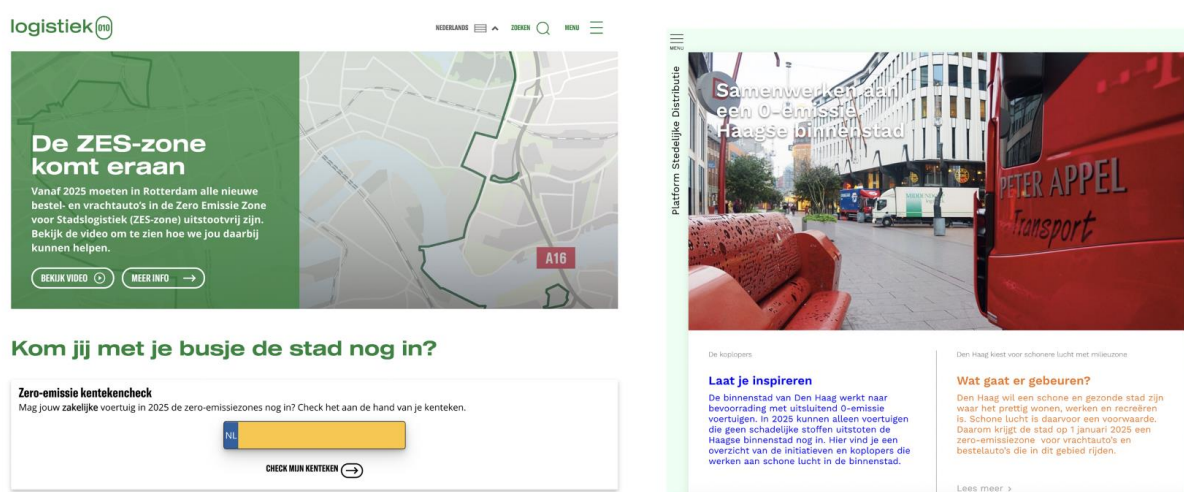 logistiek 010
NEDERLANDS
ZOEKEN
MENU
De ZES-zone
komt eraan
Vanaf 2025 moeten in Rotterdam alle nieuwe
bestel- en vrachtauto's in de Zero Emissie Zone
voor Stadslogistiek (ZES-zone) uitstootvrij zijn.
Bekijk de video om te zien hoe we jou daarbij
kunnen helpen.
BEKIJK VIDEO
MEER INFO
A16
Kom jij met je busje de stad nog in?
Zero-emissie kentekencheck
Mag jouw zakelijke voertuig in 2025 de zero-emissiezones nog in? Check het aan de hand van je kenteken.
NL
CHECK MIJN KENTEKEN
MENU
Platform Stedelijke Distributie
Samenwerken aan
een 0-emissie
Haagse binnenstad
PETER APPEL
Transport
De koplopers
Laat je inspireren
De binnenstad van Den Haag werkt naar
bevoorrading met uitsluitend 0-emissie
voertuigen. In 2025 kunnen alleen voertuigen
die geen schadelijke stoffen uitstoten de
Haagse binnenstad nog in. Hier vind je een
overzicht van de initiatieven en koplopers die
werken aan schone lucht in de binnenstad.
Den Haag kiest voor schonere lucht met milieuzone
Wat gaat er gebeuren?
Den Haag wil een schone en gezonde stad zijn
waar het prettig wonen, werken en recreëren
is. Schone lucht is daarvoor een voorwaarde.
Daarom krijgt de stad op 1 januari 2025 een
zero-emissiezone voor vrachtauto's en
bestelauto's die in dit gebied rijden.
Lees meer >